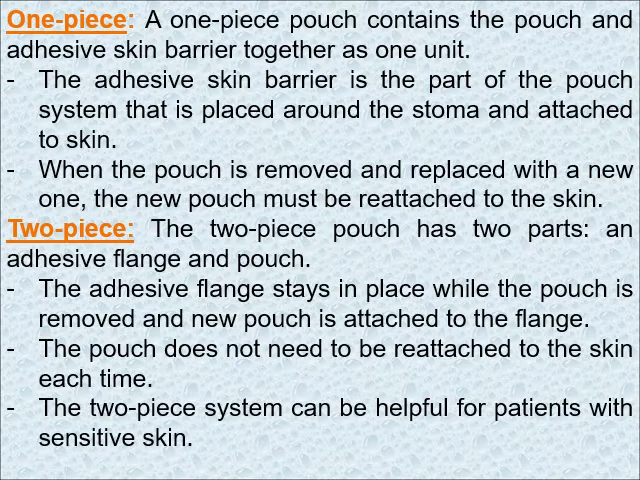 One-piece: A one-piece pouch contains the pouch and
adhesive skin barrier together as one unit.
- The adhesive skin barrier is the part of the pouch
system that is placed around the stoma and attached
to skin.
- When the pouch is removed and replaced with a new
one, the new pouch must be reattached to the skin.
Two-piece: The two-piece pouch has two parts: an
adhesive flange and pouch.
- The adhesive flange stays in place while the pouch is
removed and new pouch is attached to the flange.
- The pouch does not need to be reattached to the skin
each time.
- The two-piece system can be helpful for patients with
sensitive skin.